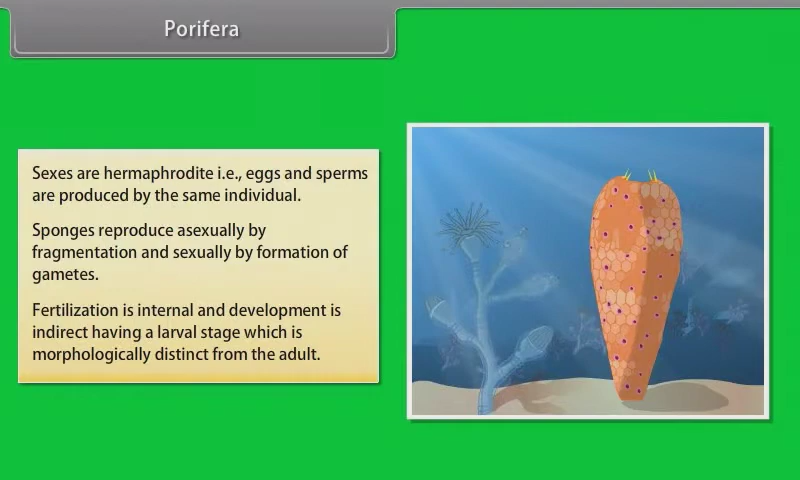 Porifera
Sexes are hermaphrodite i.e., eggs and sperms
are produced by the same individual.
Sponges reproduce asexually by
fragmentation and sexually by formation of
gametes.
Fertilization is internal and development is
indirect having a larval stage which is
morphologically distinct from the adult.